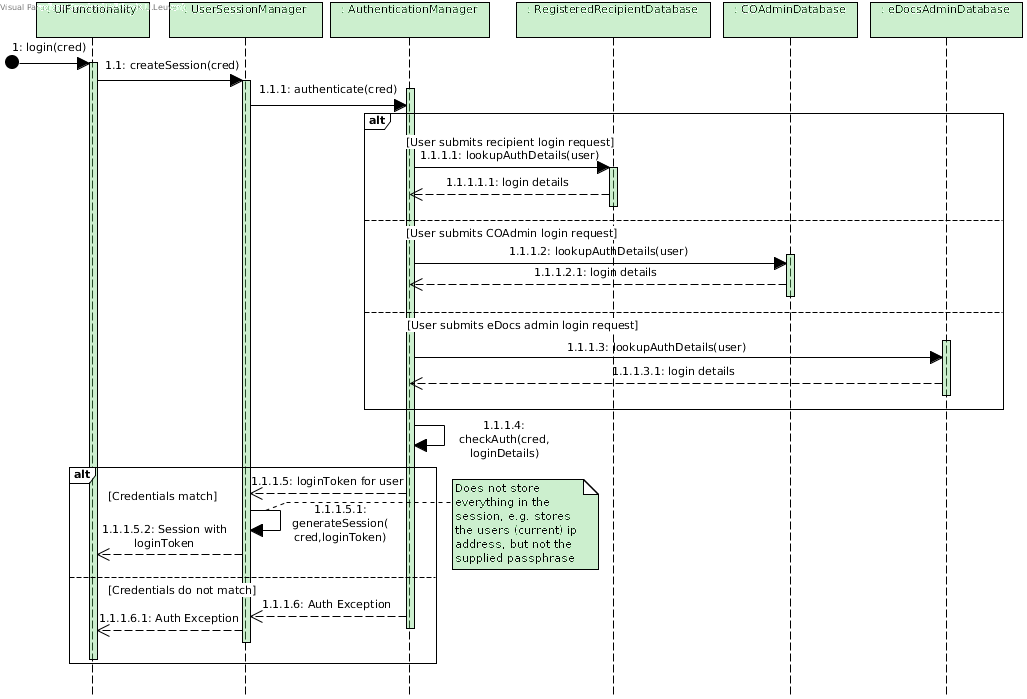 : UIFunctionality
: UserSessionManager
: AuthenticationManager
: RegisteredRecipientDatabase
: COAdminDatabase
: eDocsAdminDatabase
1: login(cred)
1.1: createSession(cred)
1.1.1: authenticate(cred)
alt
[User submits recipient login request]
1.1.1.1: lookupAuthDetails(user)
1.1.1.1.1: login details
[User submits COAdmin login request]
1.1.1.2: lookupAuthDetails(user)
1.1.1.2.1: login details
[User submits eDocs admin login request]
1.1.1.3: lookupAuthDetails(user)
1.1.1.3.1: login details
1.1.1.4:
checkAuth(cred,
loginDetails)
alt
[Credentials match]
1.1.1.5: loginToken for user
1.1.1.5.1:
generateSession(
cred,loginToken)
1.1.1.5.2: Session with
loginToken
Does not store
everything in the
session, e.g. stores
the users (current) ip
address, but not the
supplied passphrase
[Credentials do not match]
1.1.1.6: Auth Exception
1.1.1.6.1: Auth Exception